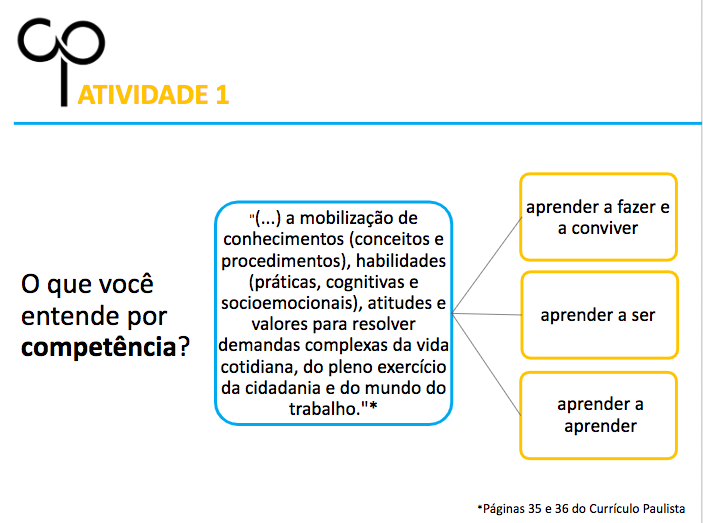 ATIVIDADE 1
O que você
entende por
competência?
"(...) a mobilização de
conhecimentos (conceitos e
procedimentos), habilidades
(práticas, cognitivas e
socioemocionais), atitudes e
valores para resolver
demandas complexas da vida
cotidiana, do pleno exercício
da cidadania e do mundo do
trabalho."*
aprender a fazer e
a conviver
aprender a ser
aprender a
aprender
*Páginas 35 e 36 do Currículo Paulista